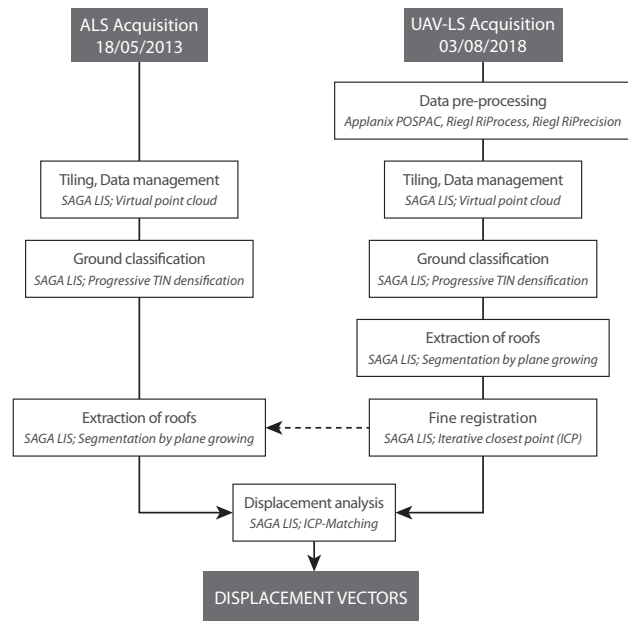 ALS Acquisition
18/05/2013
UAV-LS Acquisition
03/08/2018
Data pre-processing
Applanix POSPAC, Riegl RiProcess, Riegl RiPrecision
Tiling, Data management
SAGA LIS; Virtual point cloud
Tiling, Data management
SAGA LIS; Virtual point cloud
Ground classification
SAGA LIS; Progressive TIN densification
Ground classification
SAGA LIS; Progressive TIN densification
Extraction of roofs
SAGA LIS; Segmentation by plane growing
Extraction of roofs
SAGA LIS; Segmentation by plane growing
Fine registration
SAGA LIS; Iterative closest point (ICP)
Displacement analysis
SAGA LIS; ICP-Matching
DISPLACEMENT VECTORS